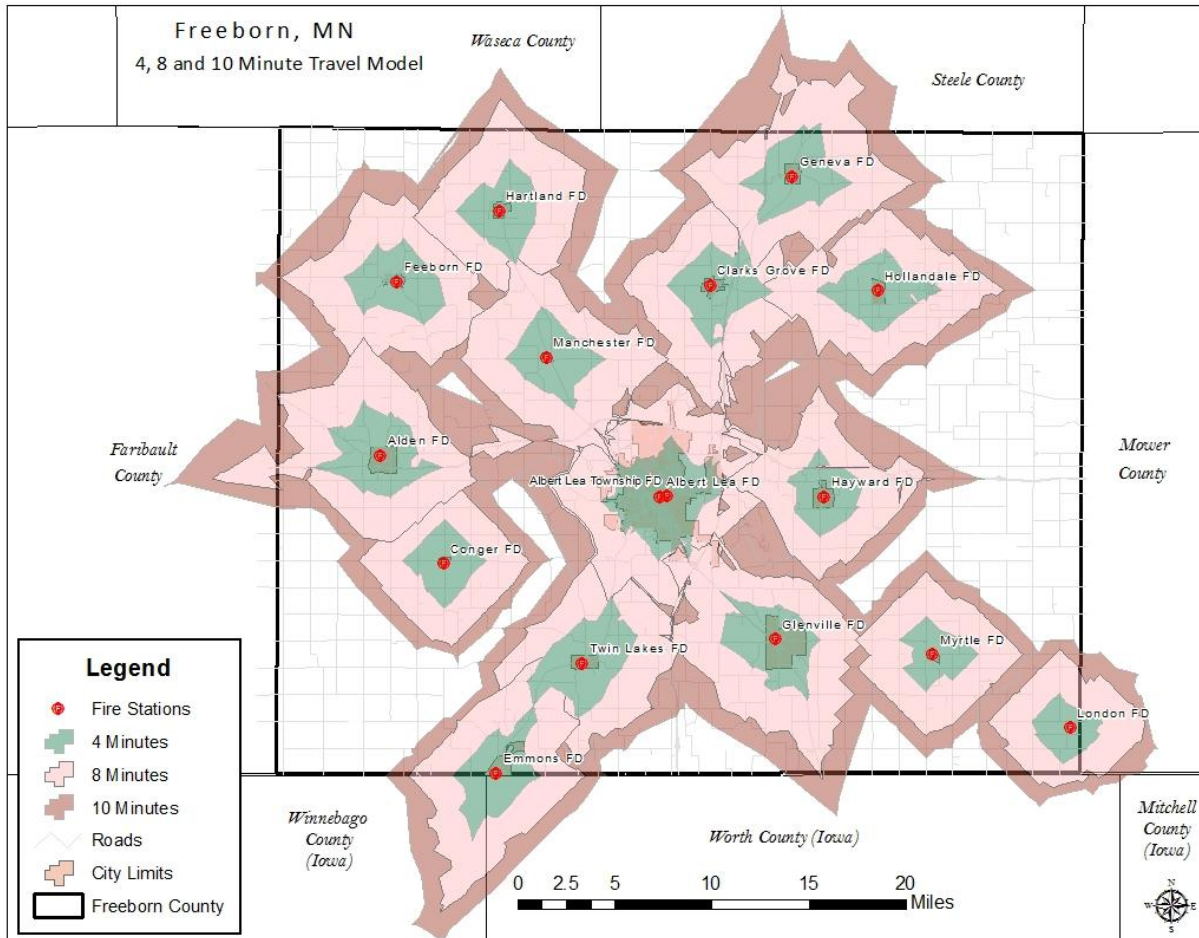 Freeborn, MN
4, 8 and 10 Minute Travel Model
Waseca County
Steele County
Geneva FD
Hartland FD
Feeborn FD
Clarks Grove FD
Hollandale FD
Manchester FD
Faribault
County
Alden FD
Mower
County
Albert Lea Township FD
Albert Lea FD
Hayward FD
Conger FD
Twin Lakes FD
Glenville FD
Myrtle FD
London FD
Emmons FD
Legend
Fire Stations
4 Minutes
8 Minutes
10 Minutes
Roads
City Limits
Freeborn County
Winnebago
County
(Iowa)
Worth County (Iowa)
Mitchell
County
(Iowa)
0 2.5 5 10 15 20
Miles
N
W E
S